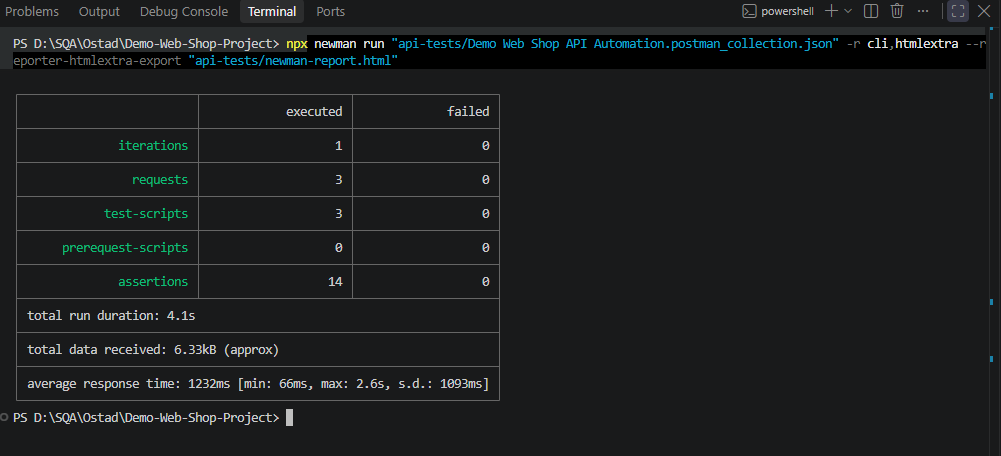 Problems Output Debug Console Terminal Ports powershell
PS D:\SQA\Ostad\Demo-Web-Shop-Project> npx newman run "api-tests/Demo Web Shop API Automation.postman_collection.json" -r cli,htmlextra --r
eporter-htmlextra-export "api-tests/newman-report.html"
executed failed
iterations 1 0
requests 3 0
test-scripts 3 0
prerequest-scripts 0 0
assertions 14 0
total run duration: 4.1s
total data received: 6.33kB (approx)
average response time: 1232ms [min: 66ms, max: 2.6s, s.d.: 1093ms]
PS D:\SQA\Ostad\Demo-Web-Shop-Project>